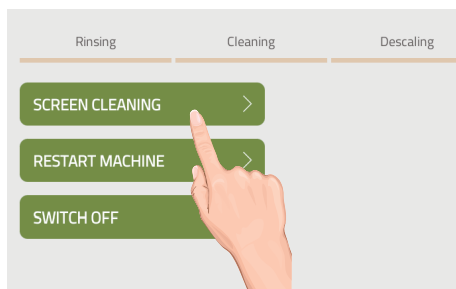 Rinsing Cleaning Descaling
SCREEN CLEANING
RESTART MACHINE
SWITCH OFF